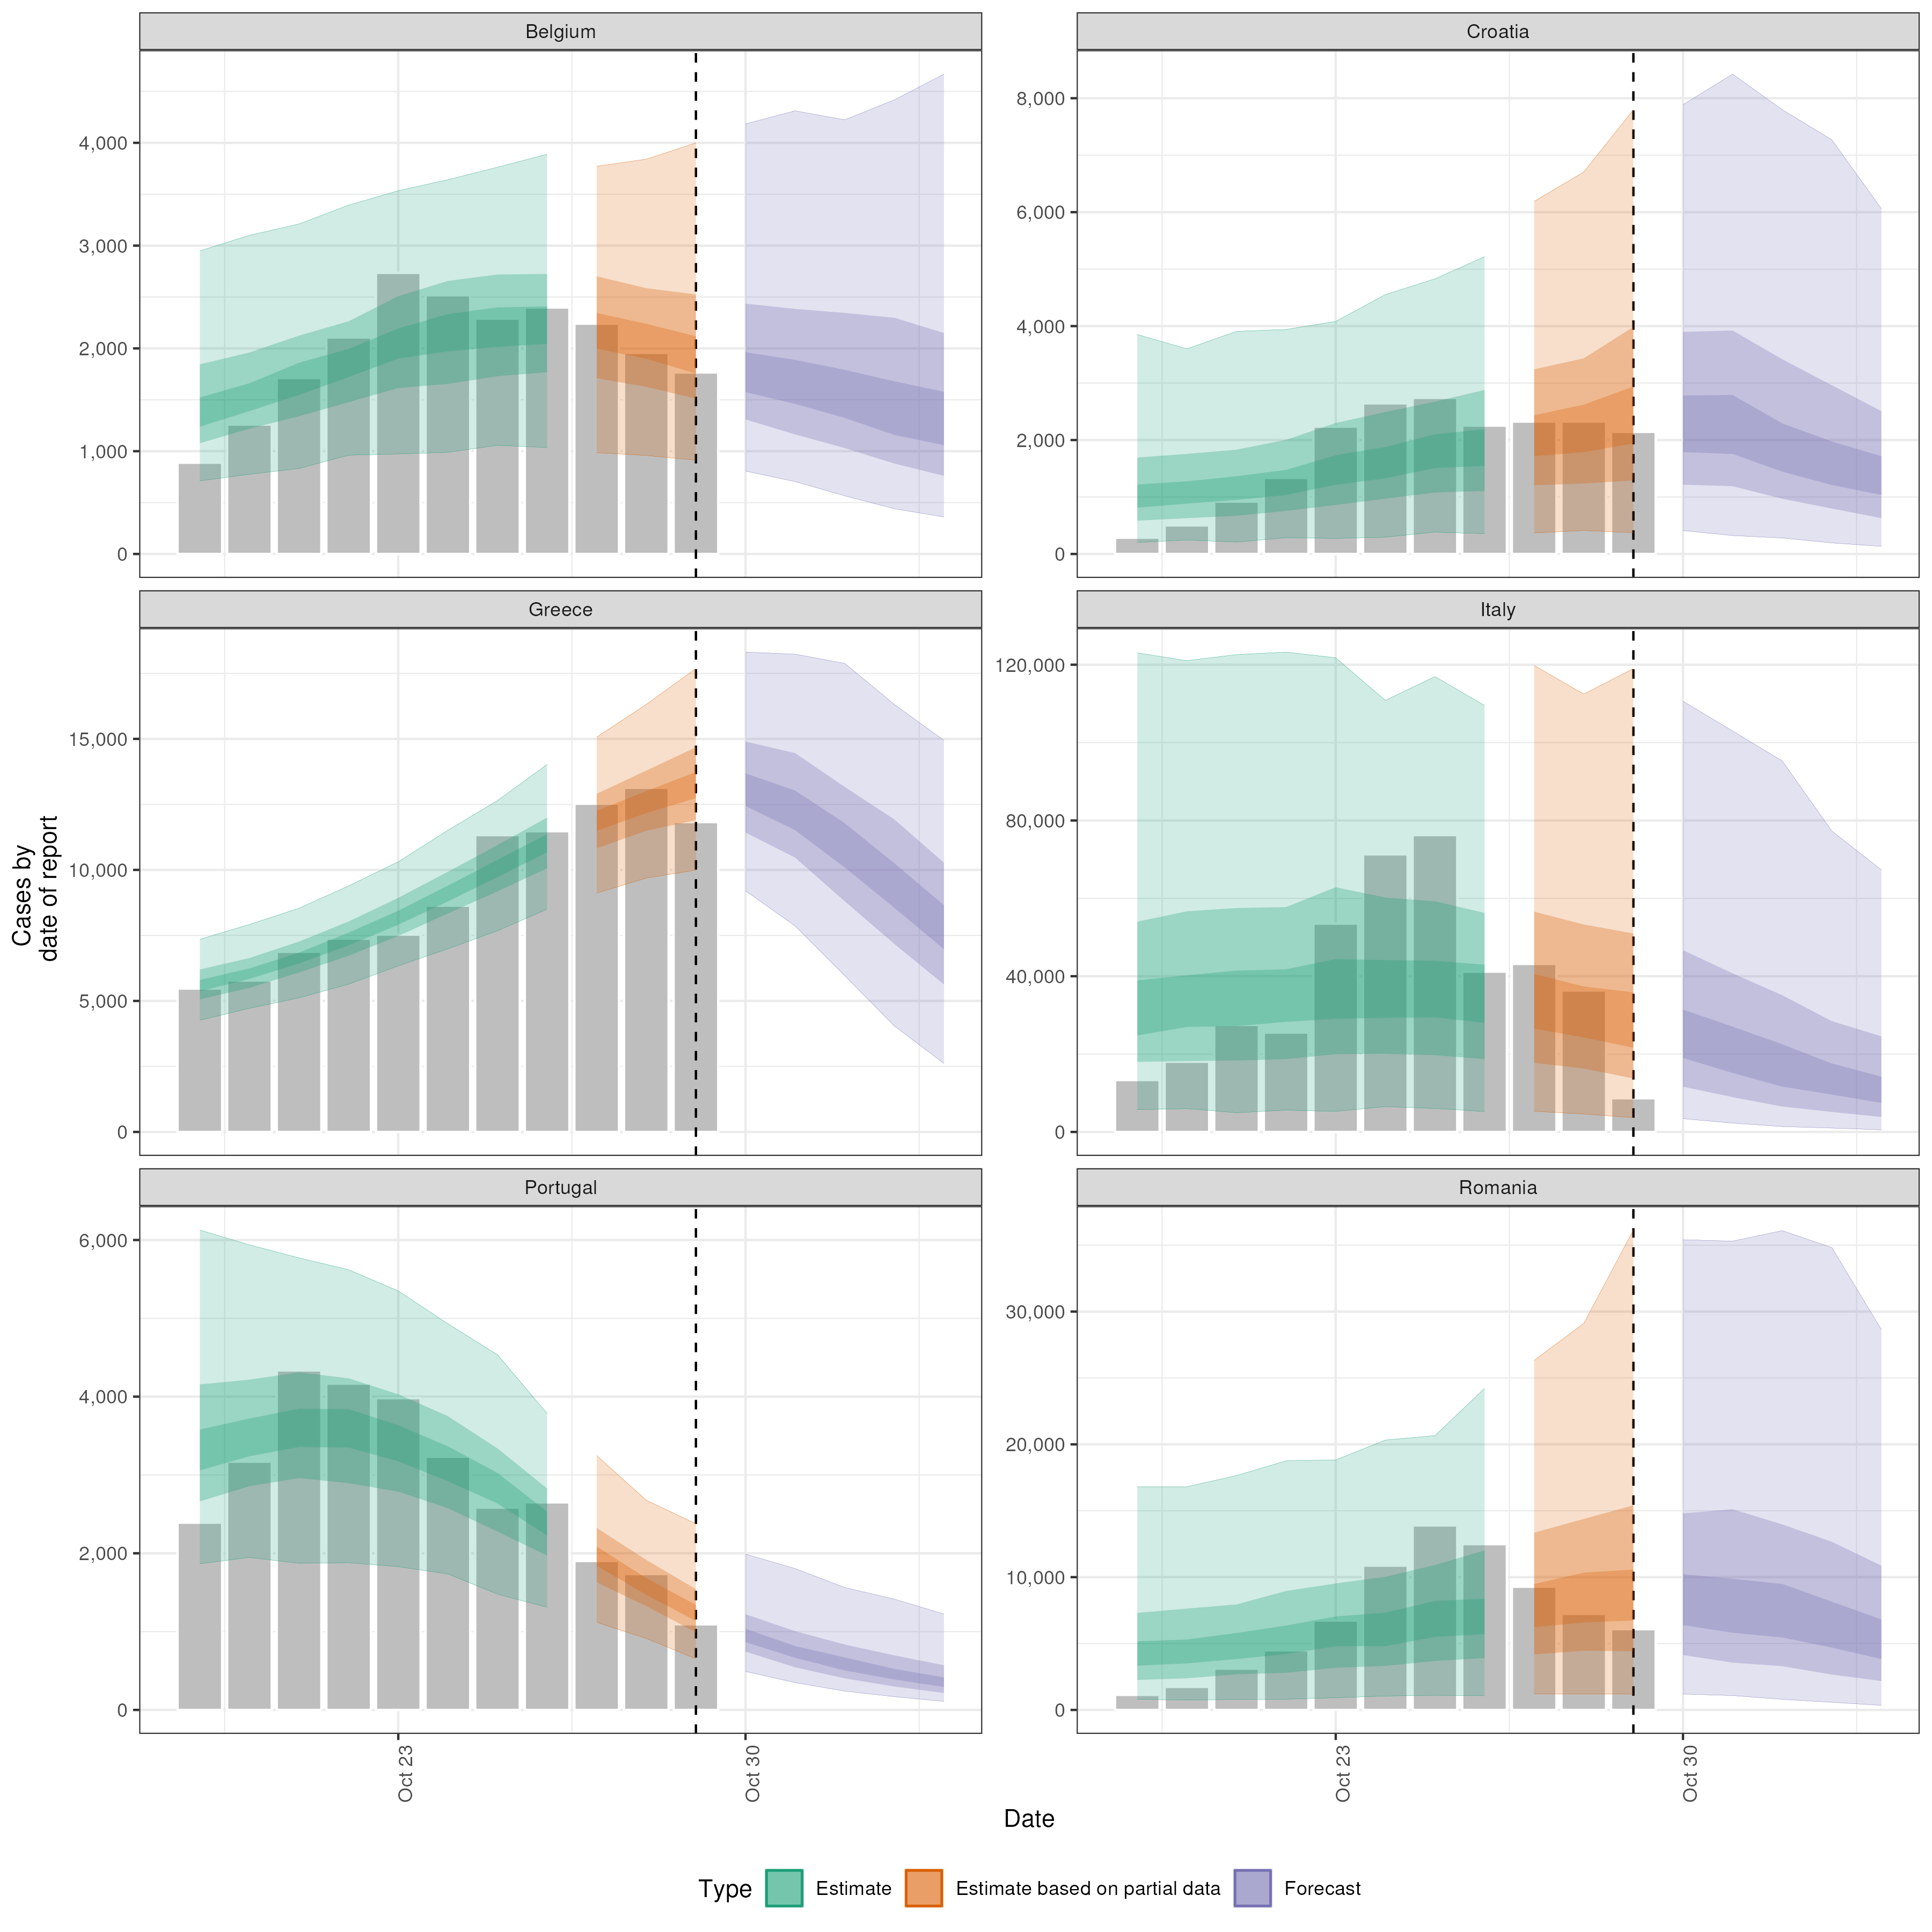 Belgium
Croatia
4,000
3,000
2,000
1,000
0
8,000
6,000
4,000
2,000
0
Greece
Italy
15,000
10,000
5,000
0
120,000
80,000
40,000
0
Cases by
date of report
Portugal
Romania
6,000
4,000
2,000
0
30,000
20,000
10,000
0
Oct 23
Oct 30
Oct 23
Oct 30
Date
Type
Estimate
Estimate based on partial data
Forecast